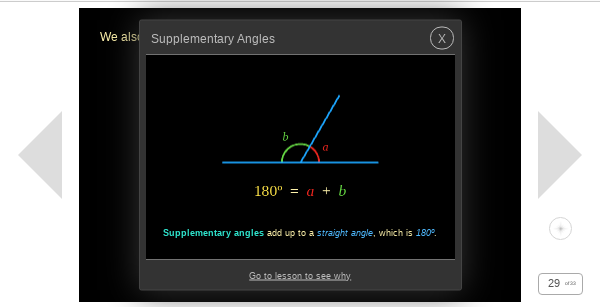 We also
Supplementary Angles
X
b
a
180º = a + b
Supplementary angles add up to a straight angle, which is 180º.
Go to lesson to see why
29 of 33